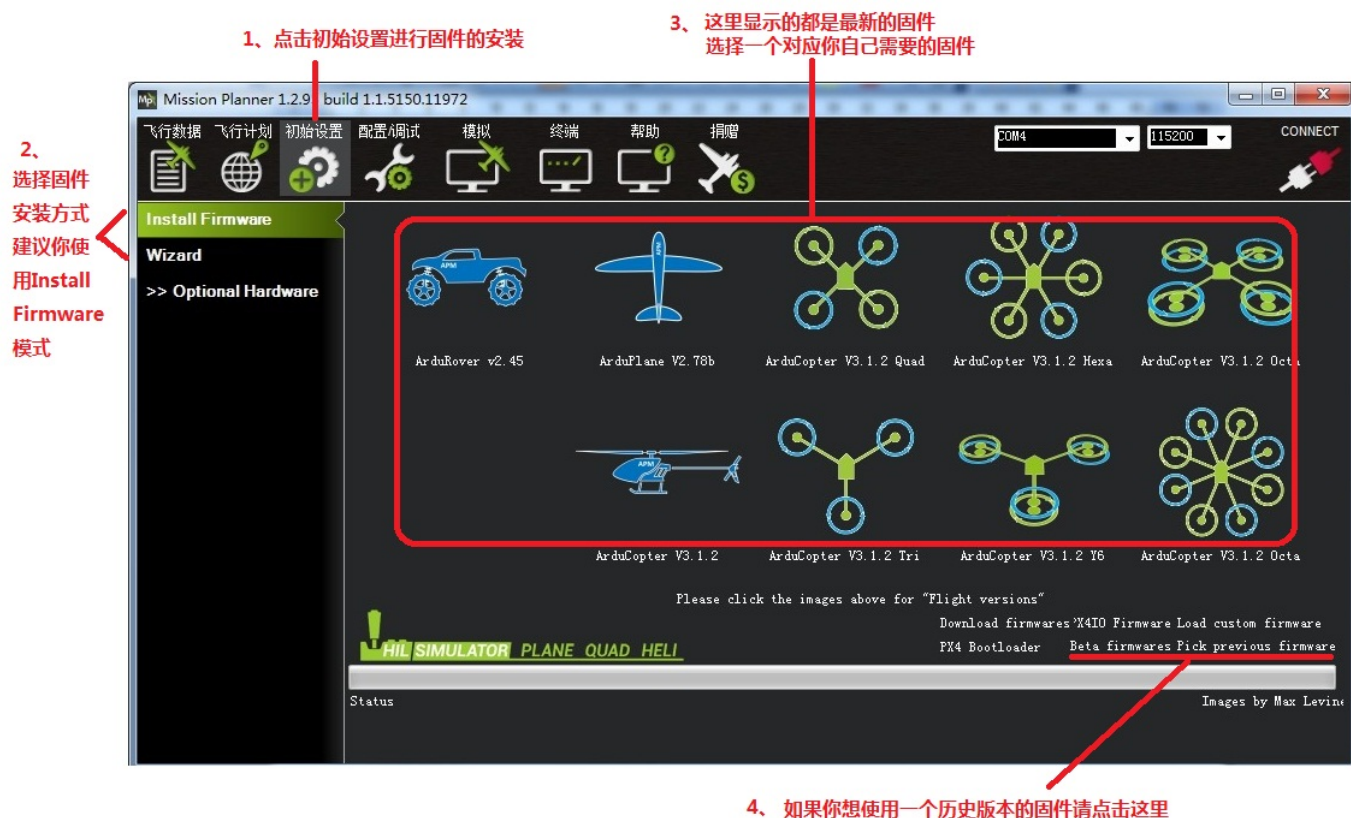 1、点击初始设置进行固件的安装
3、 这里显示的都是最新的固件
选择一个对应你自己需要的固件
2、
选择固件
安装方式
建议你使
用Install
Firmware
模式
Mission Planner 1.2.9 build 1.1.5150.11972
飞行数据 飞行计划 初始设置 配置/调试 模拟 终端 帮助 捐赠
COM4 115200 CONNECT
Install Firmware
Wizard
>> Optional Hardware
APM
APM
ArduRover v2.45 ArduPlane V2.78b ArduCopter V3.1.2 Quad ArduCopter V3.1.2 Hexa ArduCopter V3.1.2 Octa
APM
ArduCopter V3.1.2 ArduCopter V3.1.2 Tri ArduCopter V3.1.2 Y6 ArduCopter V3.1.2 Octa
Please click the images above for "Flight versions"
Download firmwares 'X4IO Firmware Load custom firmware
HIL SIMULATOR PLANE QUAD HELI
PX4 Bootloader Beta firmwares Pick previous firmware
Status Images by Max Levine
4、 如果你想使用一个历史版本的固件请点击这里